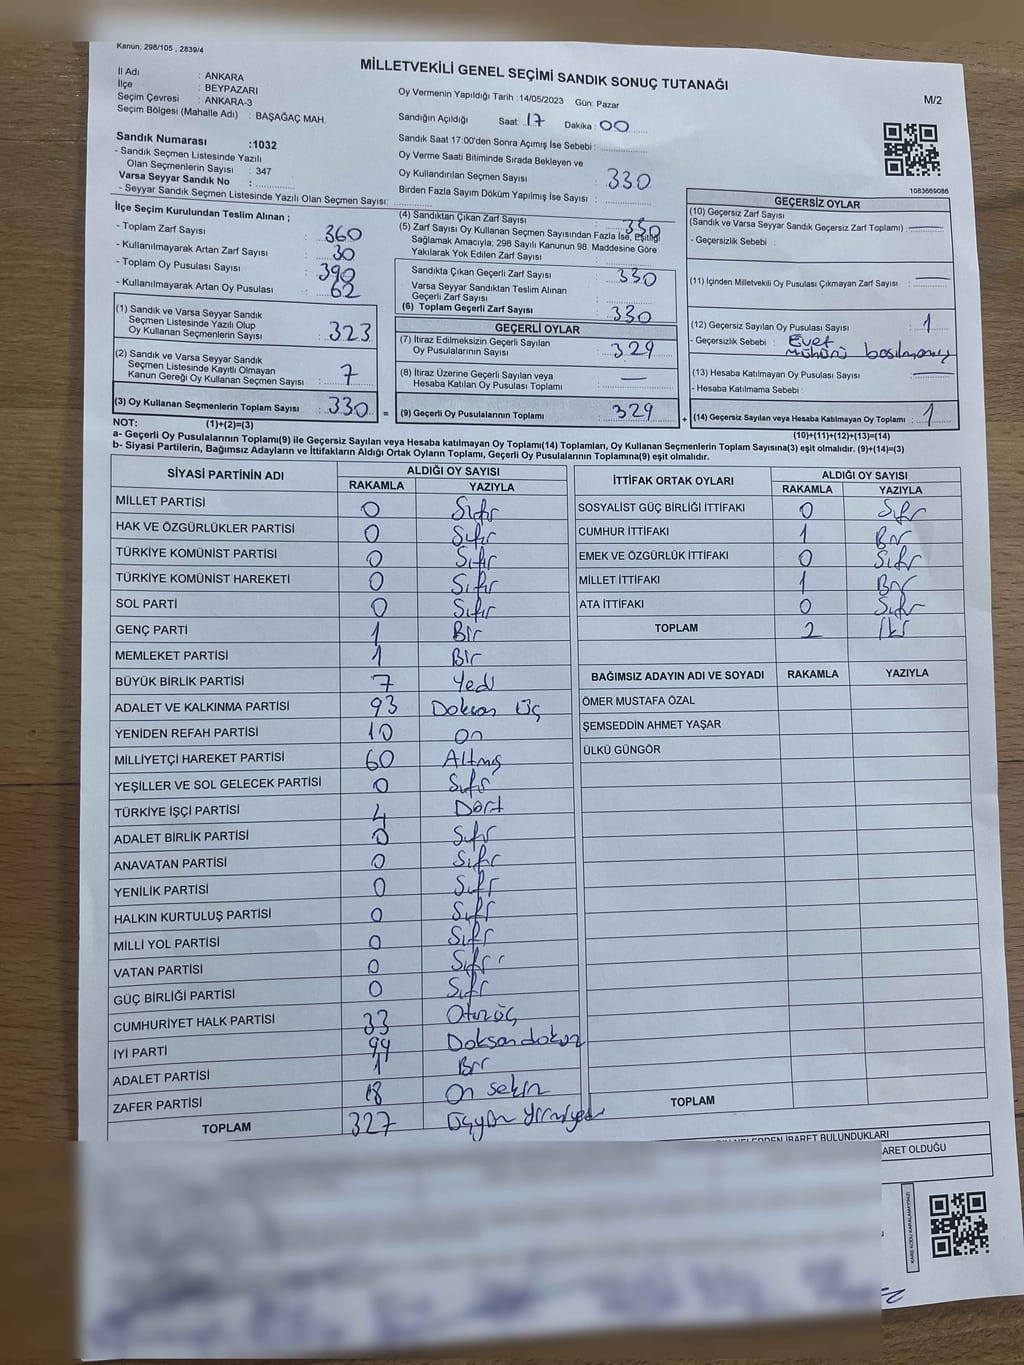 Kanun: 298/105 , 2839/4
MİLLETVEKİLİ GENEL SEÇİMİ SANDIK SONUÇ TUTANAĞI
M/2
İl Adı : ANKARA
İlçe : BEYPAZARI
Seçim Çevresi : ANKARA-3
Seçim Bölgesi (Mahalle Adı) : BAŞAĞAÇ MAH.
Oy Vermenin Yapıldığı Tarih :14/05/2023 Gün: Pazar
Sandığın Açıldığı Saat: 17 Dakika: 00
Sandık Saat 17:00'den Sonra Açımış İse Sebebi :
Oy Verme Saati Bitiminde Sırada Bekleyen ve
Oy Kullandırılan Seçmen Sayısı : 330
Birden Fazla Sayım Döküm Yapılmış İse Sayısı :
1083669086
Sandık Numarası :1032
- Sandık Seçmen Listesinde Yazılı
Olan Seçmenlerin Sayısı : 347
Varsa Seyyar Sandık No :
- Seyyar Sandık Seçmen Listesinde Yazılı Olan Seçmen Sayısı:
İlçe Seçim Kurulundan Teslim Alınan ;
- Toplam Zarf Sayısı : 360
- Kullanılmayarak Artan Zarf Sayısı : 30
- Toplam Oy Pusulası Sayısı : 390
- Kullanılmayarak Artan Oy Pusulası : 62
(1) Sandık ve Varsa Seyyar Sandık
Seçmen Listesinde Yazılı Olup
Oy Kullanan Seçmenlerin Sayısı : 323
(2) Sandık ve Varsa Seyyar Sandık
Seçmen Listesinde Kayıtlı Olmayan
Kanun Gereği Oy Kullanan Seçmen Sayısı : 7
(3) Oy Kullanan Seçmenlerin Toplam Sayısı : 330
(1)+(2)=(3)
(4) Sandıktan Çıkan Zarf Sayısı : 330
(5) Zarf Sayısı Oy Kullanan Seçmen Sayısından Fazla İse, Eşitliği
Sağlamak Amacıyla; 298 Sayılı Kanunun 98. Maddesine Göre
Yakılarak Yok Edilen Zarf Sayısı :
Sandıkta Çıkan Geçerli Zarf Sayısı : 330
Varsa Seyyar Sandıktan Teslim Alınan
Geçerli Zarf Sayısı :
(6) Toplam Geçerli Zarf Sayısı : 330
GEÇERLİ OYLAR
(7) İtiraz Edilmeksizin Geçerli Sayılan
Oy Pusulalarının Sayısı : 329
(8) İtiraz Üzerine Geçerli Sayılan veya
Hesaba Katılan Oy Pusulası Toplamı : —
= (9) Geçerli Oy Pusulalarının Toplamı : 329
GEÇERSİZ OYLAR
(10) Geçersiz Zarf Sayısı
(Sandık ve Varsa Seyyar Sandık Geçersiz Zarf Toplamı) : —
- Geçersizlik Sebebi :
(11) İçinden Milletvekili Oy Pusulası Çıkmayan Zarf Sayısı : —
(12) Geçersiz Sayılan Oy Pusulası Sayısı : 1
- Geçersizlik Sebebi : Evet
mührü basılmamış
(13) Hesaba Katılmayan Oy Pusulası Sayısı : —
- Hesaba Katılmama Sebebi :
+ (14) Geçersiz Sayılan veya Hesaba Katılmayan Oy Toplamı : 1
(10)+(11)+(12)+(13)=(14)
NOT:
a- Geçerli Oy Pusulalarının Toplamı(9) ile Geçersiz Sayılan veya Hesaba katılmayan Oy Toplamı(14) Toplamları, Oy Kullanan Seçmenlerin Toplam Sayısına(3) eşit olmalıdır. (9)+(14)=(3)
b- Siyasi Partilerin, Bağımsız Adayların ve İttifakların Aldığı Oyların Toplamı, Geçerli Oy Pusulalarının Toplamına(9) eşit olmalıdır.
SİYASİ PARTİNİN ADI ALDIĞI OY SAYISI
RAKAMLA YAZIYLA
MİLLET PARTİSİ 0 Sıfır
HAK VE ÖZGÜRLÜKLER PARTİSİ 0 Sıfır
TÜRKİYE KOMÜNİST PARTİSİ 0 Sıfır
TÜRKİYE KOMÜNİST HAREKETİ 0 Sıfır
SOL PARTİ 0 Sıfır
GENÇ PARTİ 1 Bir
MEMLEKET PARTİSİ 1 Bir
BÜYÜK BİRLİK PARTİSİ 7 Yedi
ADALET VE KALKINMA PARTİSİ 93 Doksan Üç
YENİDEN REFAH PARTİSİ 10 On
MİLLİYETÇİ HAREKET PARTİSİ 60 Altmış
YEŞİLLER VE SOL GELECEK PARTİSİ 0 Sıfır
TÜRKİYE İŞÇİ PARTİSİ 4 Dört
ADALET BİRLİK PARTİSİ 0 Sıfır
ANAVATAN PARTİSİ 0 Sıfır
YENİLİK PARTİSİ 0 Sıfır
HALKIN KURTULUŞ PARTİSİ 0 Sıfır
MİLLİ YOL PARTİSİ 0 Sıfır
VATAN PARTİSİ 0 Sıfır
GÜÇ BİRLİĞİ PARTİSİ 0 Sıfır
CUMHURİYET HALK PARTİSİ 33 Otuz üç
İYİ PARTİ 99 Doksan dokuz
ADALET PARTİSİ 1 Bir
ZAFER PARTİSİ 18 On sekiz
TOPLAM 327 Üçyüz Yirmiyedi
İTTİFAK ORTAK OYLARI ALDIĞI OY SAYISI
RAKAMLA YAZIYLA
SOSYALİST GÜÇ BİRLİĞİ İTTİFAKI 0 Sıfır
CUMHUR İTTİFAKI 1 Bir
EMEK VE ÖZGÜRLÜK İTTİFAKI 0 Sıfır
MİLLET İTTİFAKI 1 Bir
ATA İTTİFAKI 0 Sıfır
TOPLAM 2 İki
BAĞIMSIZ ADAYIN ADI VE SOYADI RAKAMLA YAZIYLA
ÖMER MUSTAFA ÖZAL
ŞEMSEDDİN AHMET YAŞAR
ÜLKÜ GÜNGÖR
TOPLAM
İBARET BULUNDUKLARI
ARET OLDUĞU